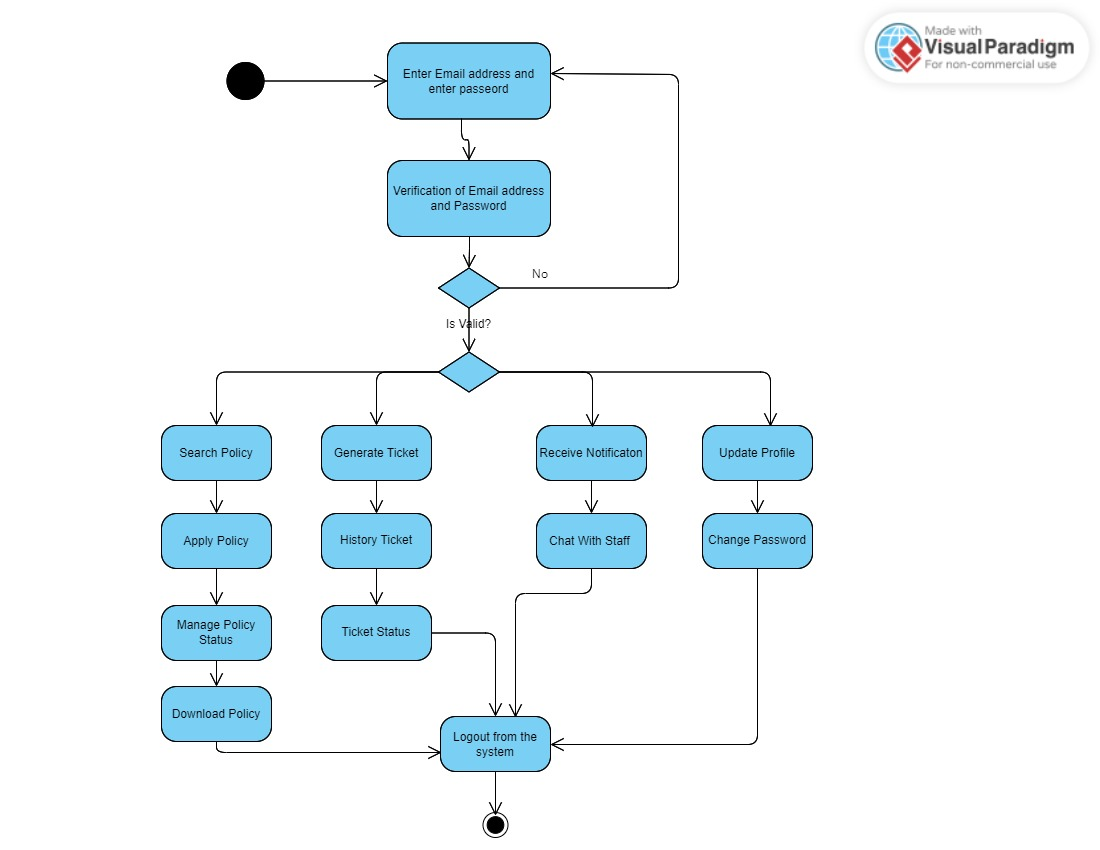 Made with
Visual Paradigm
For non-commercial use
Enter Email address and
enter passeord
Verification of Email address
and Password
No
Is Valid?
Search Policy
Generate Ticket
Receive Notificaton
Update Profile
Apply Policy
History Ticket
Chat With Staff
Change Password
Manage Policy
Status
Ticket Status
Download Policy
Logout from the
system